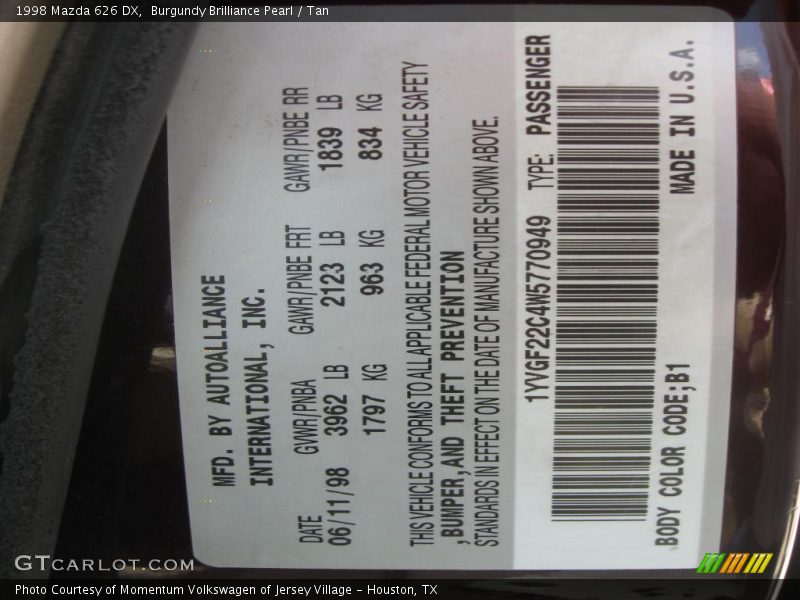 1998 Mazda 626 DX,  Burgundy Brilliance Pearl / Tan
MFD. BY AUTOALLIANCE
INTERNATIONAL, INC.
DATE GVWR/PNBA GAWR/PNBE FRT GAWR/PNBE RR
06/11/98 3962 LB 2123 LB 1839 LB
1797 KG 963 KG 834 KG
THIS VEHICLE CONFORMS TO ALL APPLICABLE FEDERAL MOTOR VEHICLE SAFETY
,BUMPER,AND THEFT PREVENTION
STANDARDS IN EFFECT ON THE DATE OF MANUFACTURE SHOWN ABOVE.
1YVGF22C4W5770949 TYPE: PASSENGER
BODY COLOR CODE;B1 MADE IN U.S.A.
GTCARLOT.COM
Photo Courtesy of Momentum Volkswagen of Jersey Village - Houston, TX